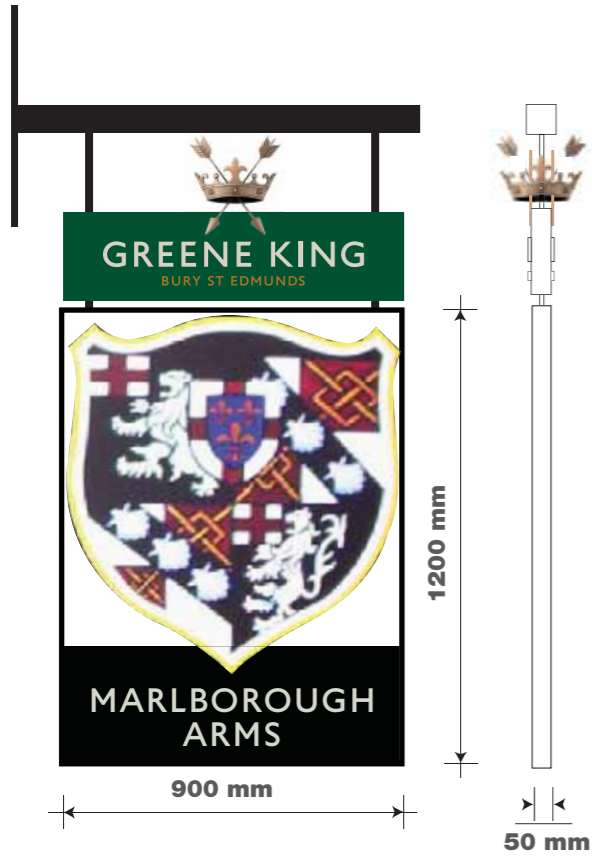 GREENE KING
BURY ST EDMUNDS
1200 mm
MARLBOROUGH
ARMS
900 mm
50 mm